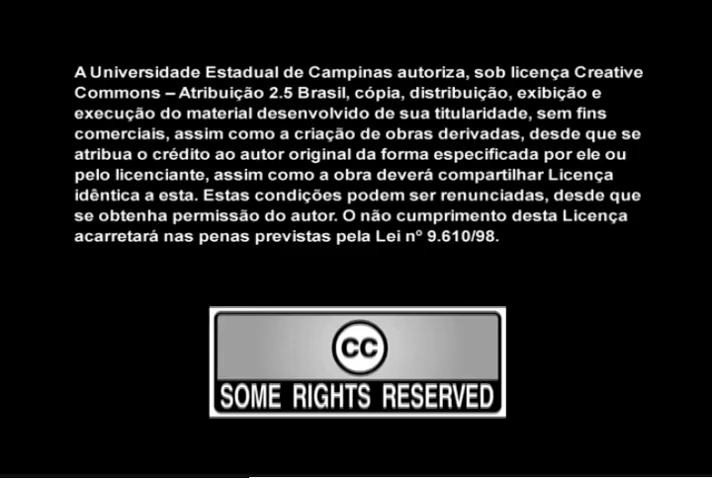 A Universidade Estadual de Campinas autoriza, sob licença Creative
Commons – Atribuição 2.5 Brasil, cópia, distribuição, exibição e
execução do material desenvolvido de sua titularidade, sem fins
comerciais, assim como a criação de obras derivadas, desde que se
atribua o crédito ao autor original da forma especificada por ele ou
pelo licenciante, assim como a obra deverá compartilhar Licença
idêntica a esta. Estas condições podem ser renunciadas, desde que
se obtenha permissão do autor. O não cumprimento desta Licença
acarretará nas penas previstas pela Lei nº 9.610/98.
CC
SOME RIGHTS RESERVED